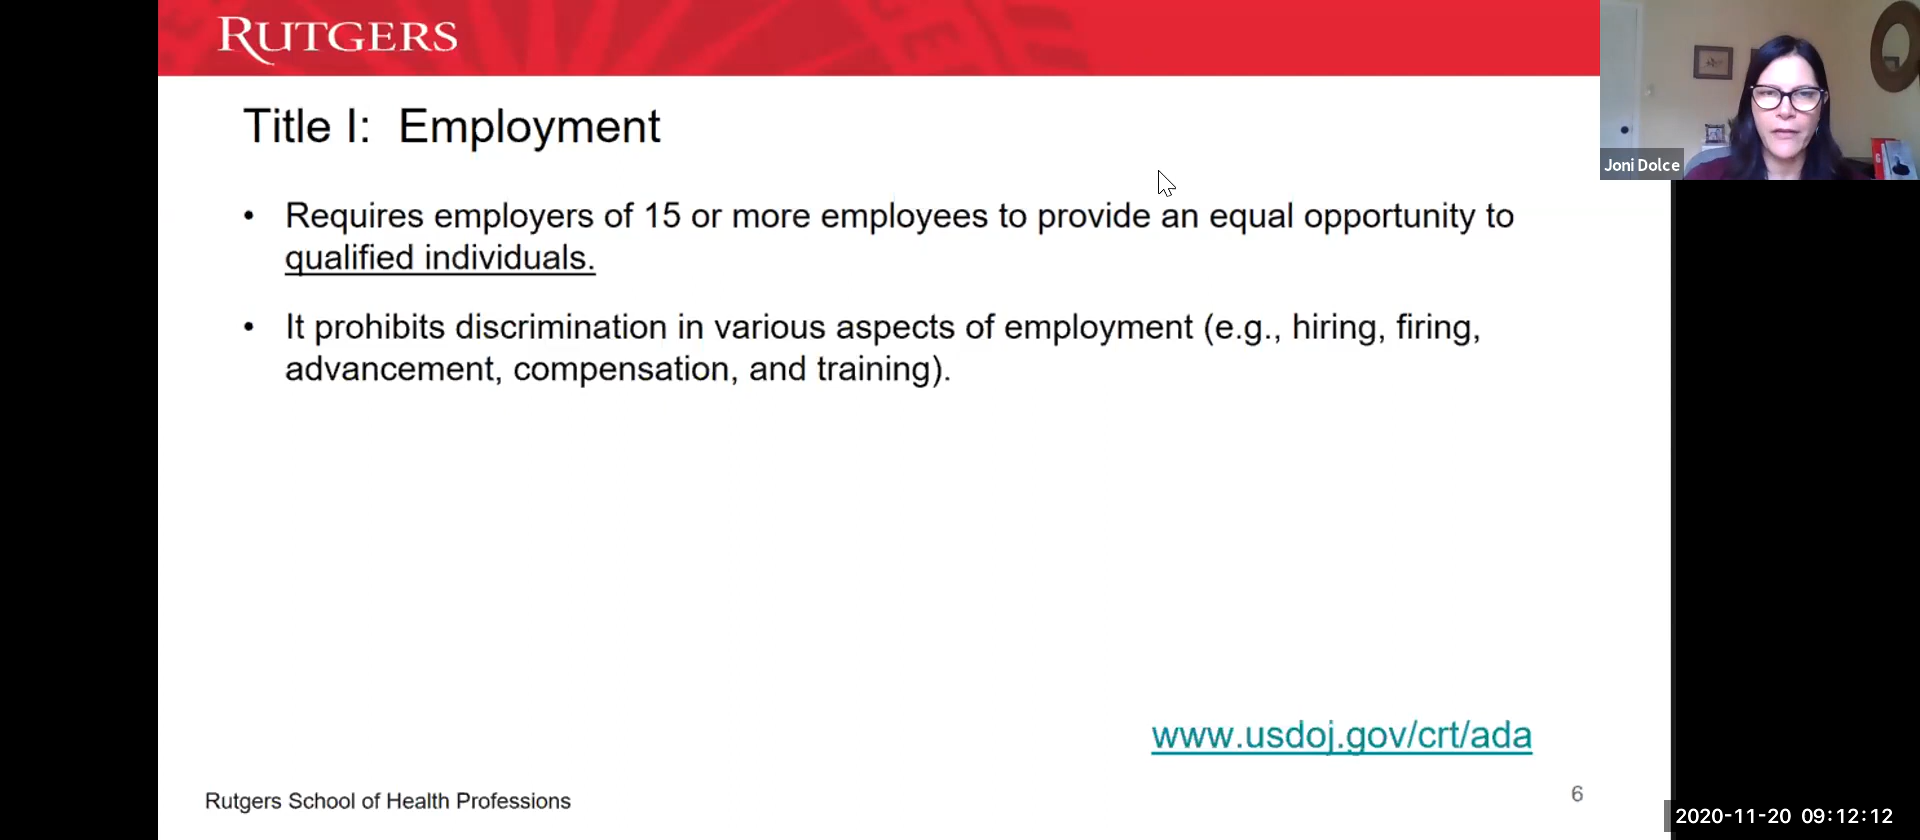 RUTGERS
Title I: Employment
• Requires employers of 15 or more employees to provide an equal opportunity to
qualified individuals.
• It prohibits discrimination in various aspects of employment (e.g., hiring, firing,
advancement, compensation, and training).
www.usdoj.gov/crt/ada
Rutgers School of Health Professions
6
Joni Dolce
2020-11-20 09:12:12